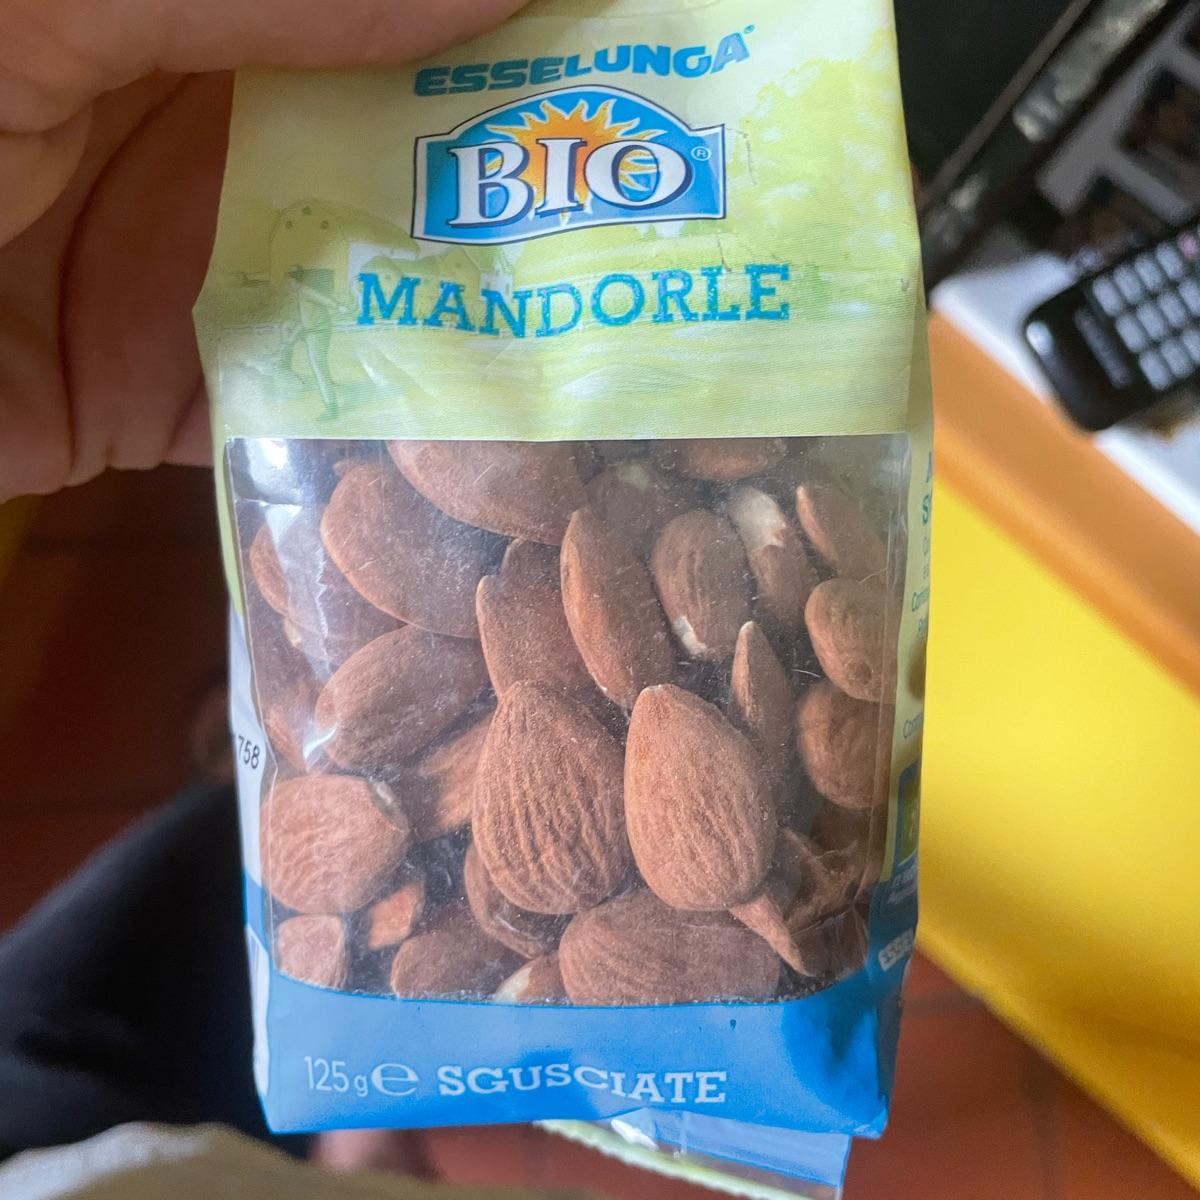 ESSELUNGA
BIO®
MANDORLE
758
125g e SGUSCIATE